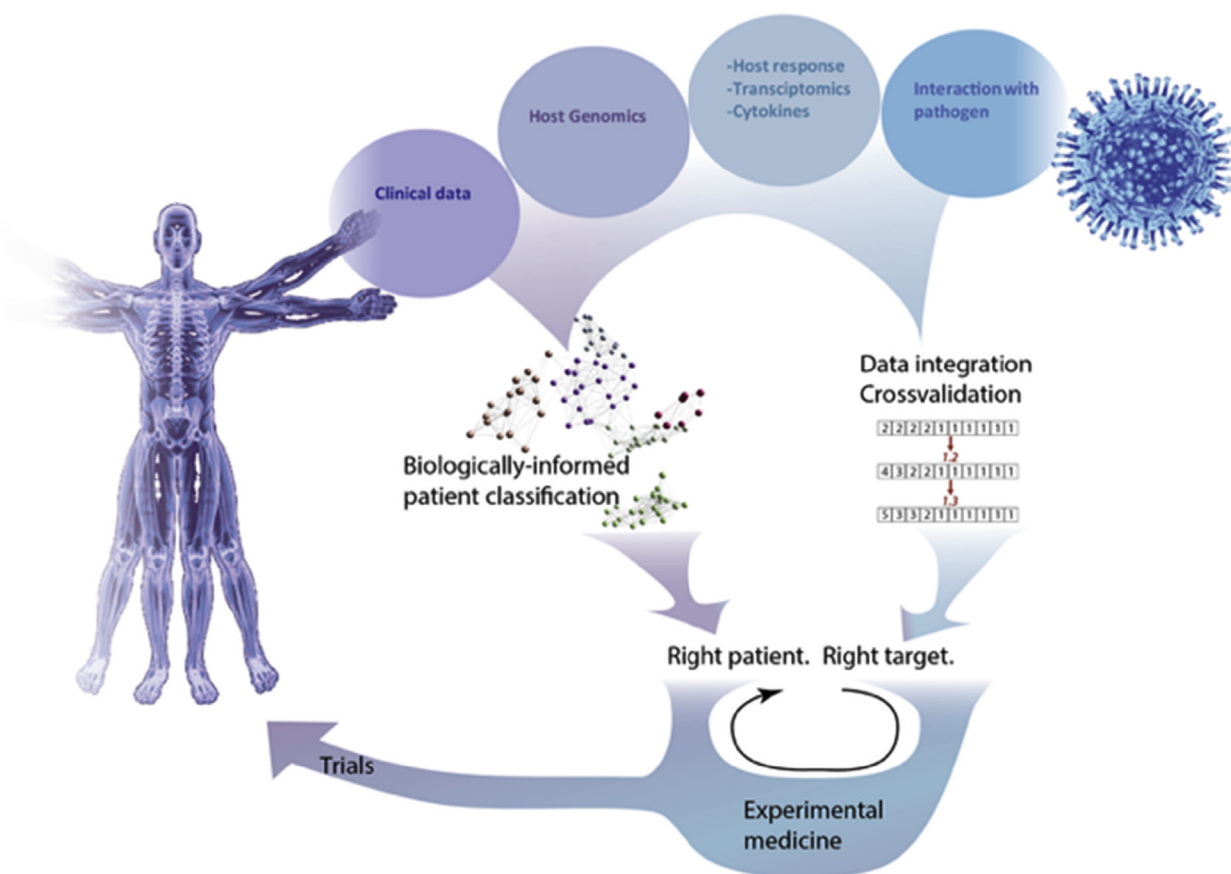 -Host response
-Transciptomics
-Cytokines
Interaction with
pathogen
Host Genomics
Clinical data
Data integration
Crossvalidation
2 2 2 2 1 1 1 1 1 1
1.2
4 3 2 2 1 1 1 1 1 1
1.3
5 3 3 2 1 1 1 1 1 1
Biologically-informed
patient classification
Right patient. Right target.
Trials
Experimental
medicine